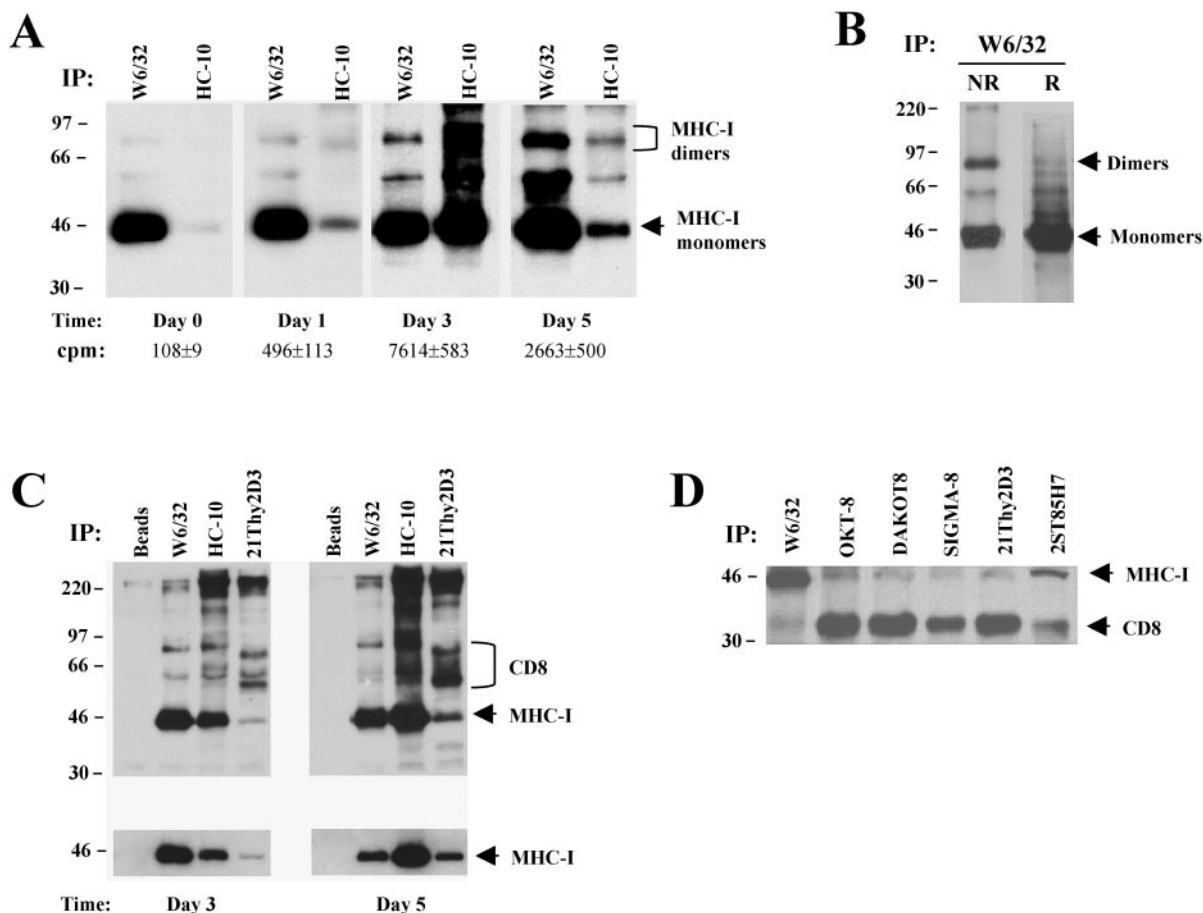 A
IP:
W6/32
HC-10
W6/32
HC-10
W6/32
HC-10
W6/32
HC-10
97 –
66 –
46 –
30 –
MHC-I
dimers
MHC-I
monomers
Time: Day 0 Day 1 Day 3 Day 5
cpm: 108±9 496±113 7614±583 2663±500
B
IP: W6/32
NR R
220 –
97 –
66 –
46 –
30 –
Dimers
Monomers
C
IP:
Beads
W6/32
HC-10
21Thy2D3
Beads
W6/32
HC-10
21Thy2D3
220 –
97 –
66 –
46 –
30 –
CD8
MHC-I
46 –
MHC-I
Time: Day 3 Day 5
D
IP:
W6/32
OKT-8
DAKOT8
SIGMA-8
21Thy2D3
2ST85H7
46 –
30 –
MHC-I
CD8